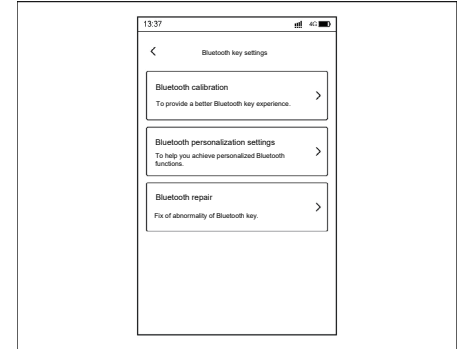 13:37 4G
Bluetooth key settings
Bluetooth calibration
To provide a better Bluetooth key experience.
Bluetooth personalization settings
To help you achieve personalized Bluetooth
functions.
Bluetooth repair
Fix of abnormality of Bluetooth key.